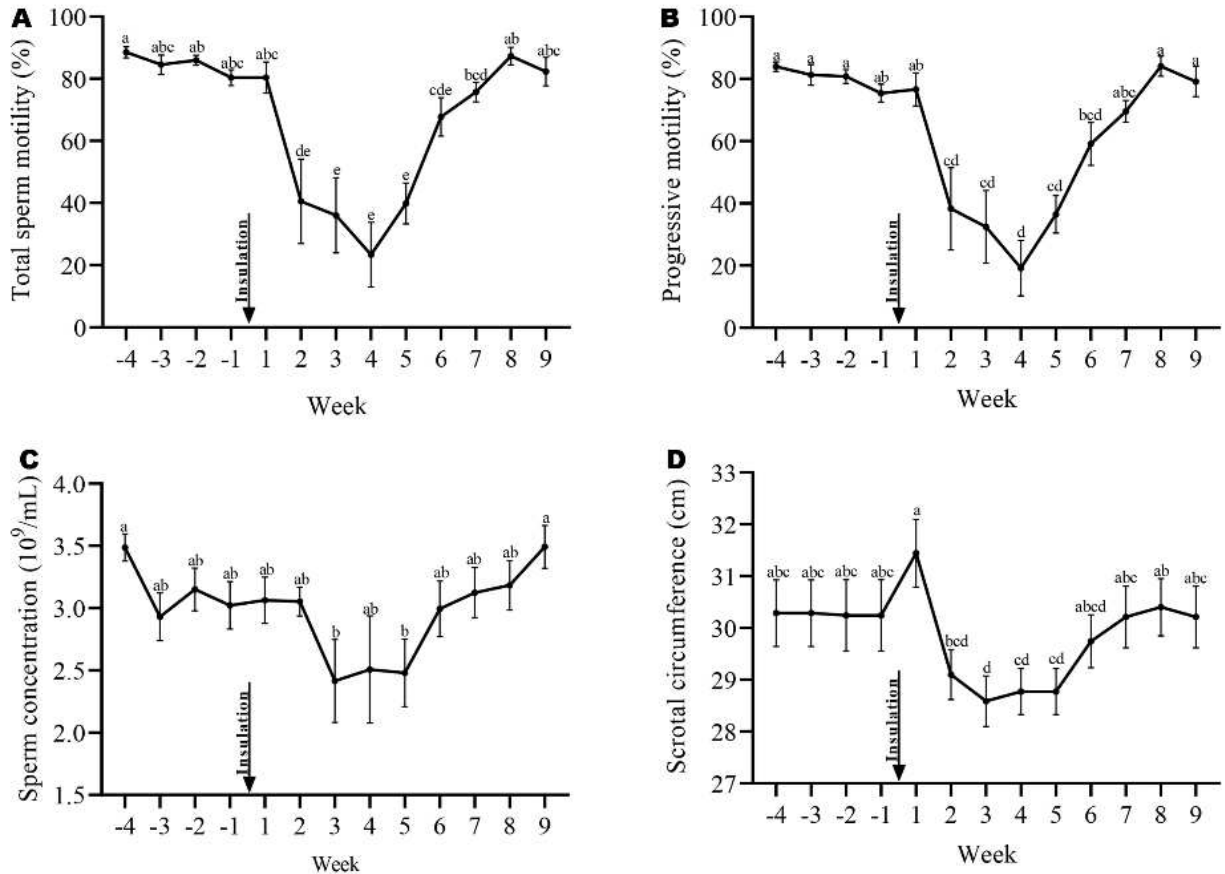 A
Total sperm motility (%)
100
80
60
40
20
0
a abc ab abc abc de e e e cde bcd ab abc
Insulation
-4 -3 -2 -1 1 2 3 4 5 6 7 8 9
Week
B
Progressive motility (%)
100
80
60
40
20
0
a a a ab ab cd cd d cd bcd abc a a
Insulation
-4 -3 -2 -1 1 2 3 4 5 6 7 8 9
Week
C
Sperm concentration (10⁹/mL)
4.0
3.5
3.0
2.5
2.0
1.5
a ab ab ab ab ab b ab b ab ab ab a
Insulation
-4 -3 -2 -1 1 2 3 4 5 6 7 8 9
Week
D
Scrotal circumference (cm)
33
32
31
30
29
28
27
abc abc abc abc a bcd d cd cd abcd abc ab abc
Insulation
-4 -3 -2 -1 1 2 3 4 5 6 7 8 9
Week